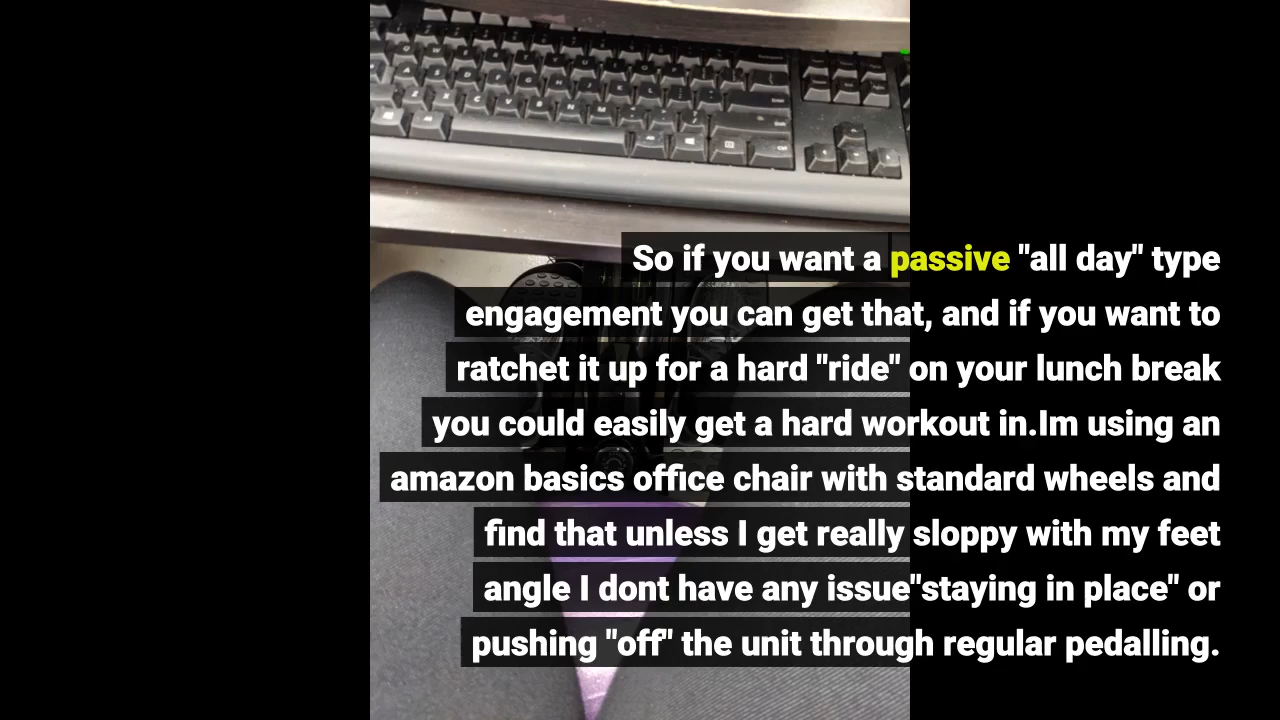 So if you want a passive "all day" type
engagement you can get that, and if you want to
ratchet it up for a hard "ride" on your lunch break
you could easily get a hard workout in.Im using an
amazon basics office chair with standard wheels and
find that unless I get really sloppy with my feet
angle I dont have any issue"staying in place" or
pushing "off" the unit through regular pedalling.